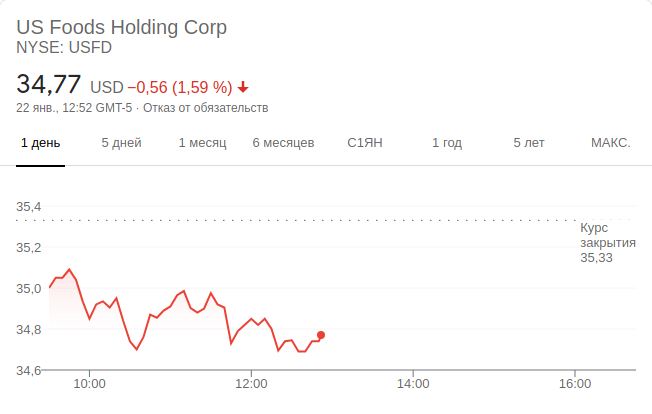 US Foods Holding Corp
NYSE: USFD
34,77 USD −0,56 (1,59 %)
22 янв., 12:52 GMT-5 · Отказ от обязательств
1 день 5 дней 1 месяц 6 месяцев С1ЯН 1 год 5 лет МАКС.
35,4
Курс
закрытия
35,33
35,2
35,0
34,8
34,6
10:00 12:00 14:00 16:00